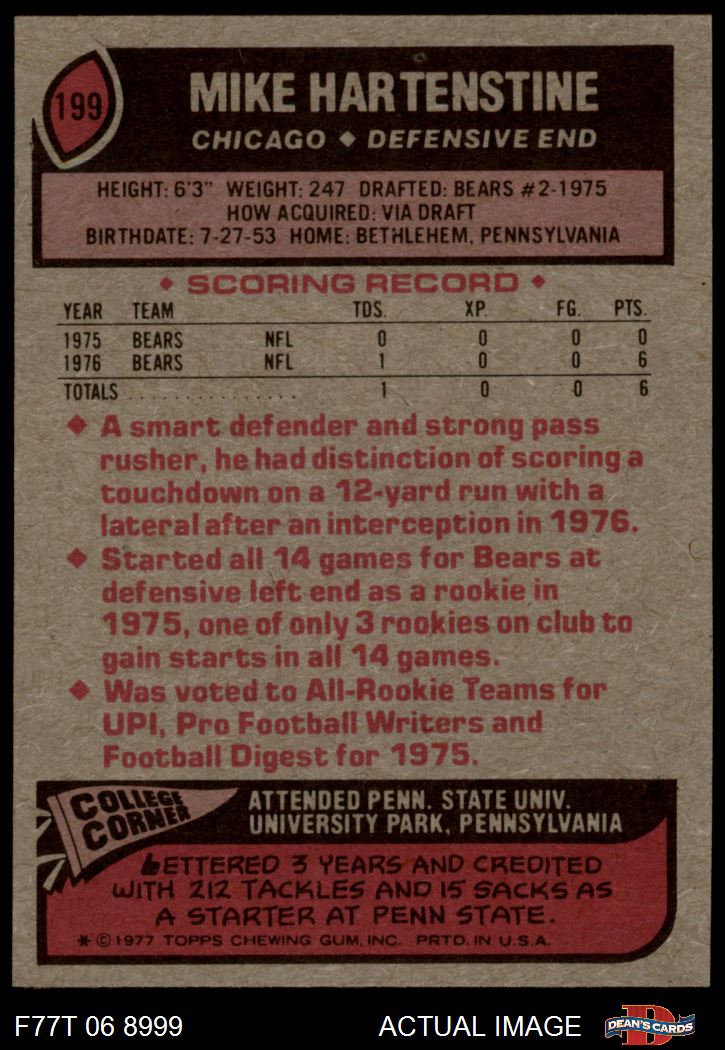 199
MIKE HARTENSTINE
CHICAGO ◆ DEFENSIVE END
HEIGHT: 6'3" WEIGHT: 247 DRAFTED: BEARS #2-1975
HOW ACQUIRED: VIA DRAFT
BIRTHDATE: 7-27-53 HOME: BETHLEHEM, PENNSYLVANIA
◆ SCORING RECORD ◆
YEAR TEAM TDS. XP. FG. PTS.
1975 BEARS NFL 0 0 0 0
1976 BEARS NFL 1 0 0 6
TOTALS . . . . . . . . . . . . . . . . 1 0 0 6
◆ A smart defender and strong pass
rusher, he had distinction of scoring a
touchdown on a 12-yard run with a
lateral after an interception in 1976.
◆ Started all 14 games for Bears at
defensive left end as a rookie in
1975, one of only 3 rookies on club to
gain starts in all 14 games.
◆ Was voted to All-Rookie Teams for
UPI, Pro Football Writers and
Football Digest for 1975.
COLLEGE
CORNER
ATTENDED PENN. STATE UNIV.
UNIVERSITY PARK, PENNSYLVANIA
LETTERED 3 YEARS AND CREDITED
WITH 212 TACKLES AND 15 SACKS AS
A STARTER AT PENN STATE.
* © 1977 TOPPS CHEWING GUM, INC. PRTD. IN U.S.A.
F77T 06 8999 ACTUAL IMAGE
D
DEAN'S CARDS